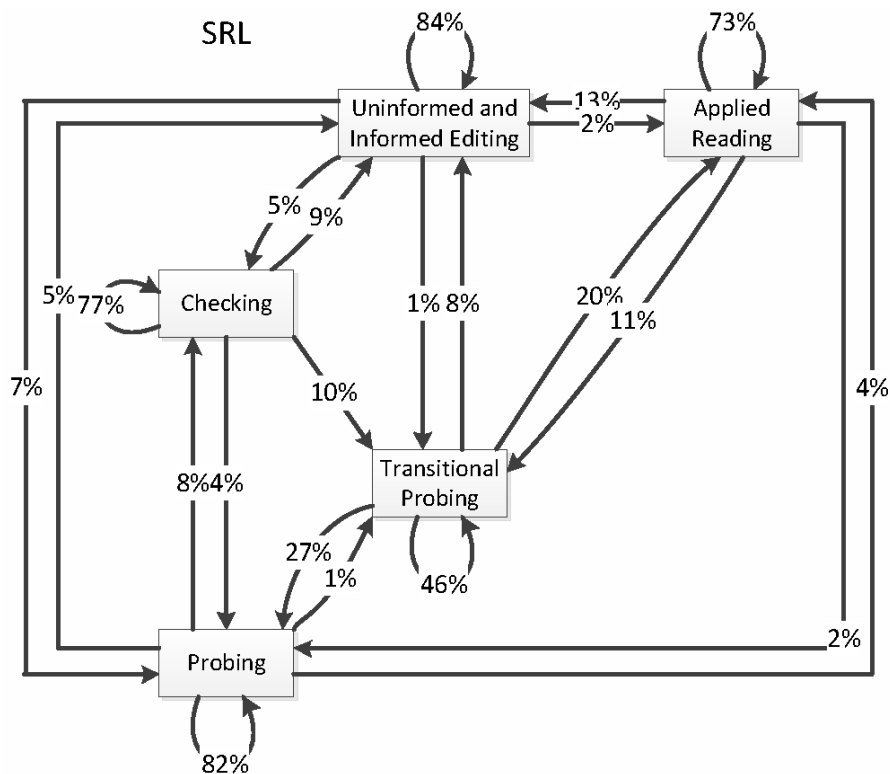 SRL
84%
73%
Uninformed and
Informed Editing
13%
2%
Applied
Reading
5%
9%
Checking
5%
77%
1%
8%
20%
11%
7%
10%
4%
8%
4%
Transitional
Probing
27%
1%
46%
2%
Probing
82%